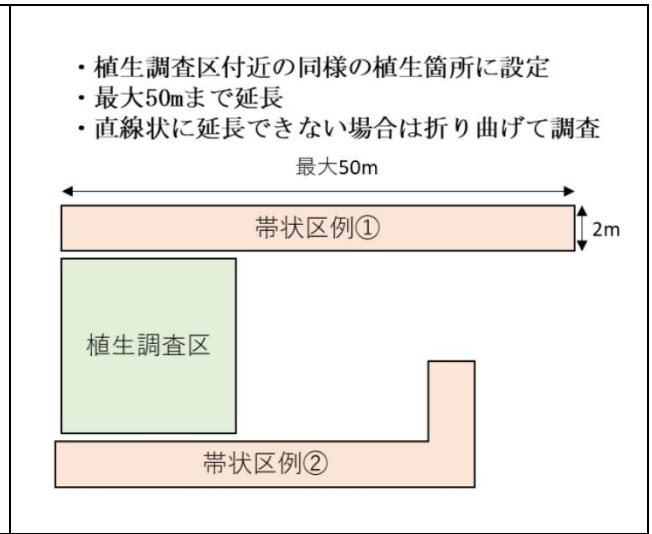 ・植生調査区付近の同様の植生箇所に設定
・最大50mまで延長
・直線状に延長できない場合は折り曲げて調査
最大50m
帯状区例①
2m
植生調査区
帯状区例②